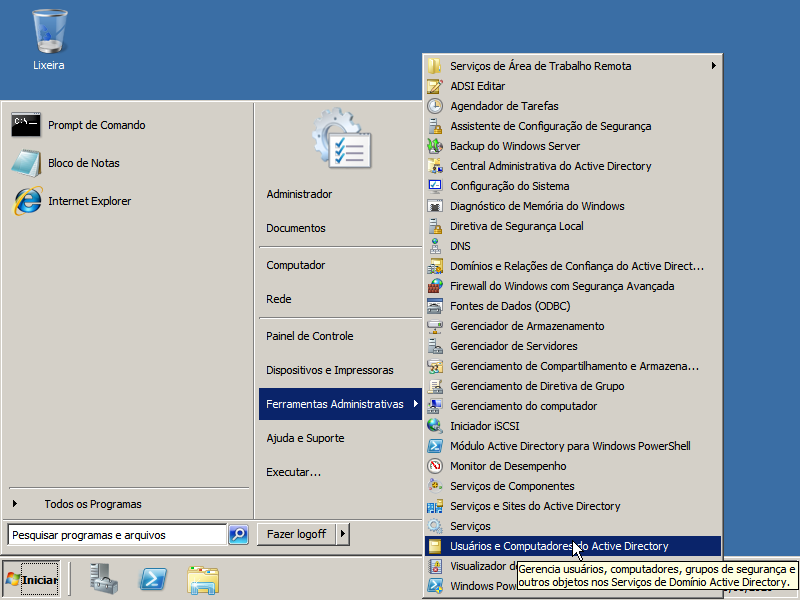 Lixeira
Prompt de Comando
Bloco de Notas
Internet Explorer
Todos os Programas
Pesquisar programas e arquivos
Administrador
Documentos
Computador
Rede
Painel de Controle
Dispositivos e Impressoras
Ferramentas Administrativas
Ajuda e Suporte
Executar...
Fazer logoff
Serviços de Área de Trabalho Remota
ADSI Editar
Agendador de Tarefas
Assistente de Configuração de Segurança
Backup do Windows Server
Central Administrativa do Active Directory
Configuração do Sistema
Diagnóstico de Memória do Windows
Diretiva de Segurança Local
DNS
Domínios e Relações de Confiança do Active Direct...
Firewall do Windows com Segurança Avançada
Fontes de Dados (ODBC)
Gerenciador de Armazenamento
Gerenciador de Servidores
Gerenciamento de Compartilhamento e Armazena...
Gerenciamento de Diretiva de Grupo
Gerenciamento do computador
Iniciador iSCSI
Módulo Active Directory para Windows PowerShell
Monitor de Desempenho
Serviços de Componentes
Serviços e Sites do Active Directory
Serviços
Usuários e Computadores do Active Directory
Visualizador d
Windows Pow
Gerencia usuários, computadores, grupos de segurança e
outros objetos nos Serviços de Domínio Active Directory.
Iniciar